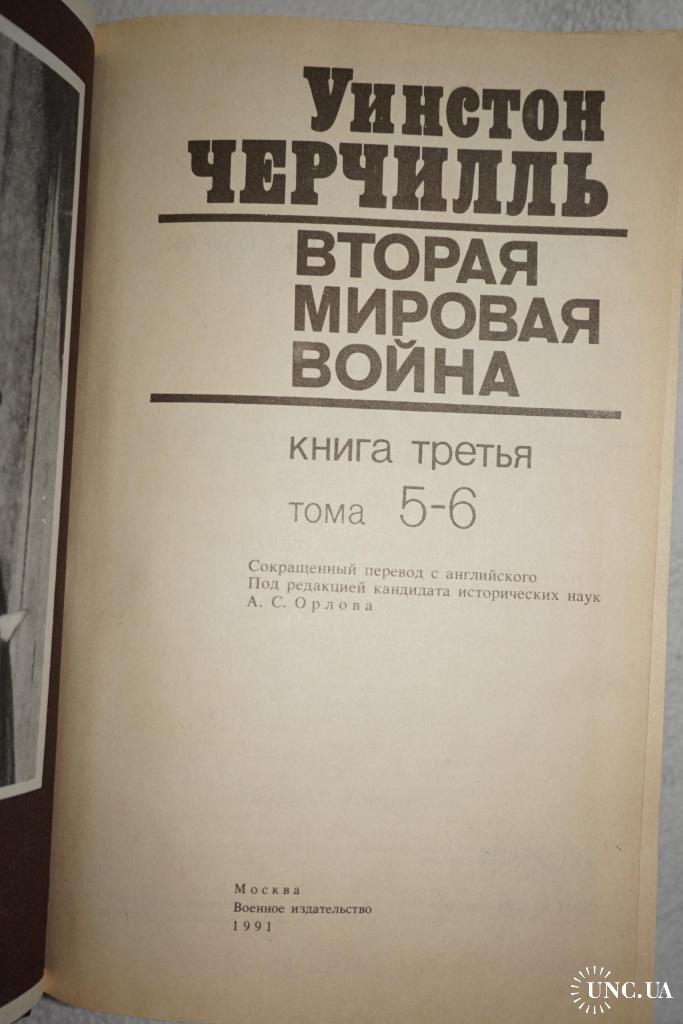 Уинстон
ЧЕРЧИЛЛЬ
ВТОРАЯ
МИРОВАЯ
ВОЙНА
книга третья
тома 5-6
Сокращенный перевод с английского
Под редакцией кандидата исторических наук
А. С. Орлова
Москва
Военное издательство
1991
UNC.UA